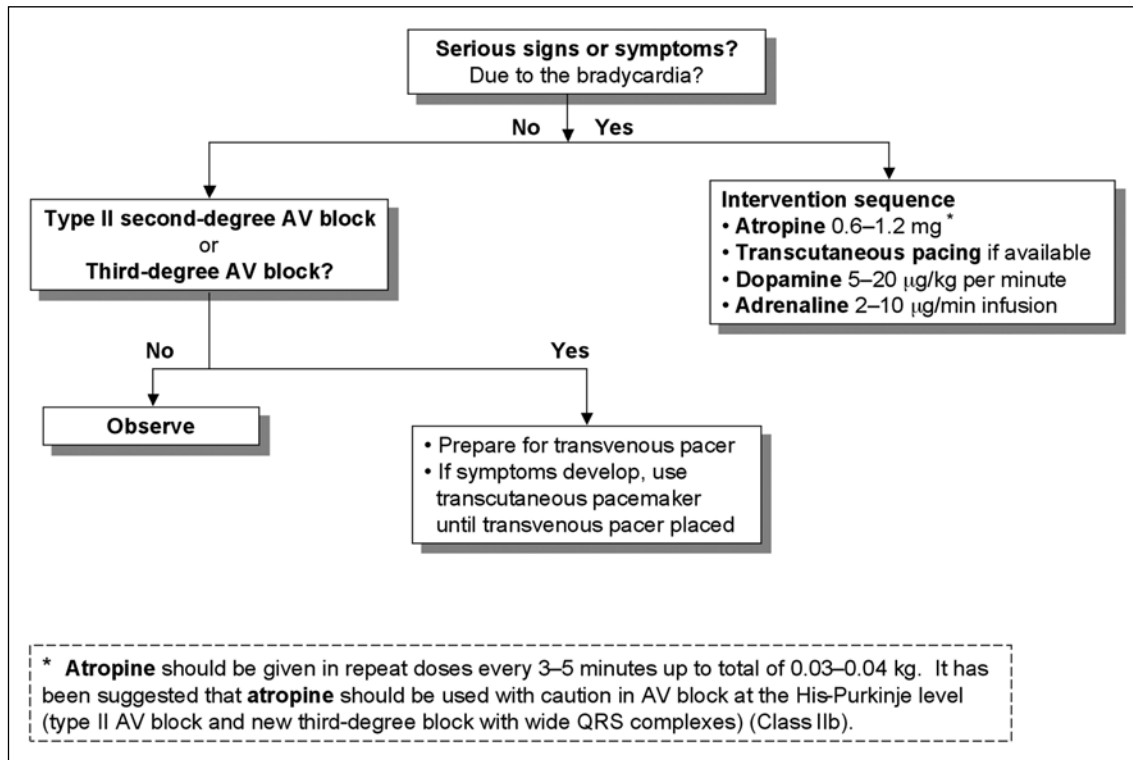 Serious signs or symptoms?
Due to the bradycardia?
No Yes
Type II second-degree AV block
or
Third-degree AV block?
Intervention sequence
• Atropine 0.6–1.2 mg *
• Transcutaneous pacing if available
• Dopamine 5–20 µg/kg per minute
• Adrenaline 2–10 µg/min infusion
No Yes
Observe
• Prepare for transvenous pacer
• If symptoms develop, use
transcutaneous pacemaker
until transvenous pacer placed
* Atropine should be given in repeat doses every 3–5 minutes up to total of 0.03–0.04 kg. It has
been suggested that atropine should be used with caution in AV block at the His-Purkinje level
(type II AV block and new third-degree block with wide QRS complexes) (Class IIb).